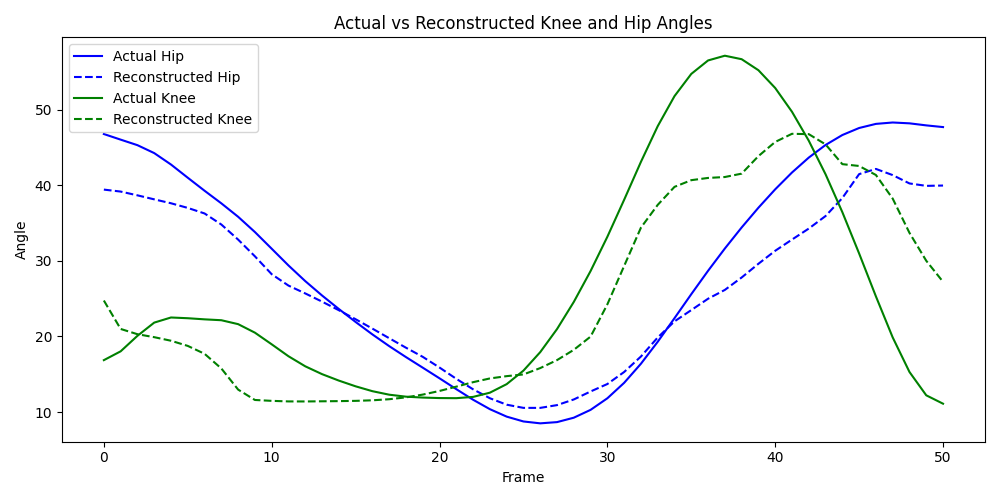 Actual vs Reconstructed Knee and Hip Angles
Actual Hip
Reconstructed Hip
Actual Knee
Reconstructed Knee
Angle
50
40
30
20
10
0 10 20 30 40 50
Frame